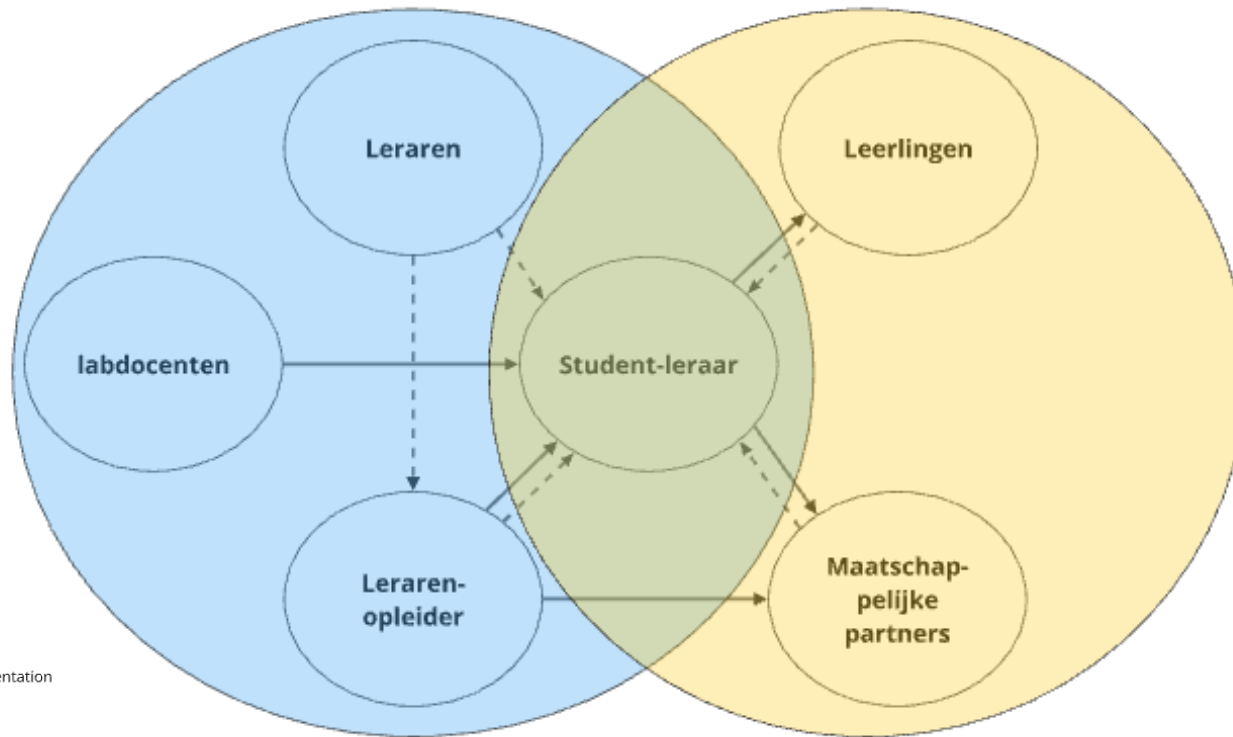 Leraren
Leerlingen
labdocenten
Student-leraar
Leraren-
opleider
Maatschap-
pelijke
partners
entation